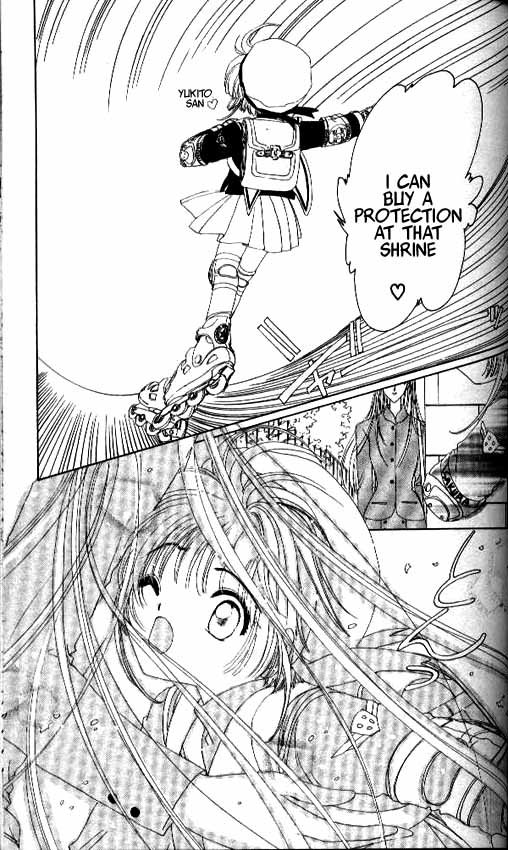 I CAN
BUY A
PROTECTION
AT THAT
SHRINE
♡
YUKITO
SAN ♡